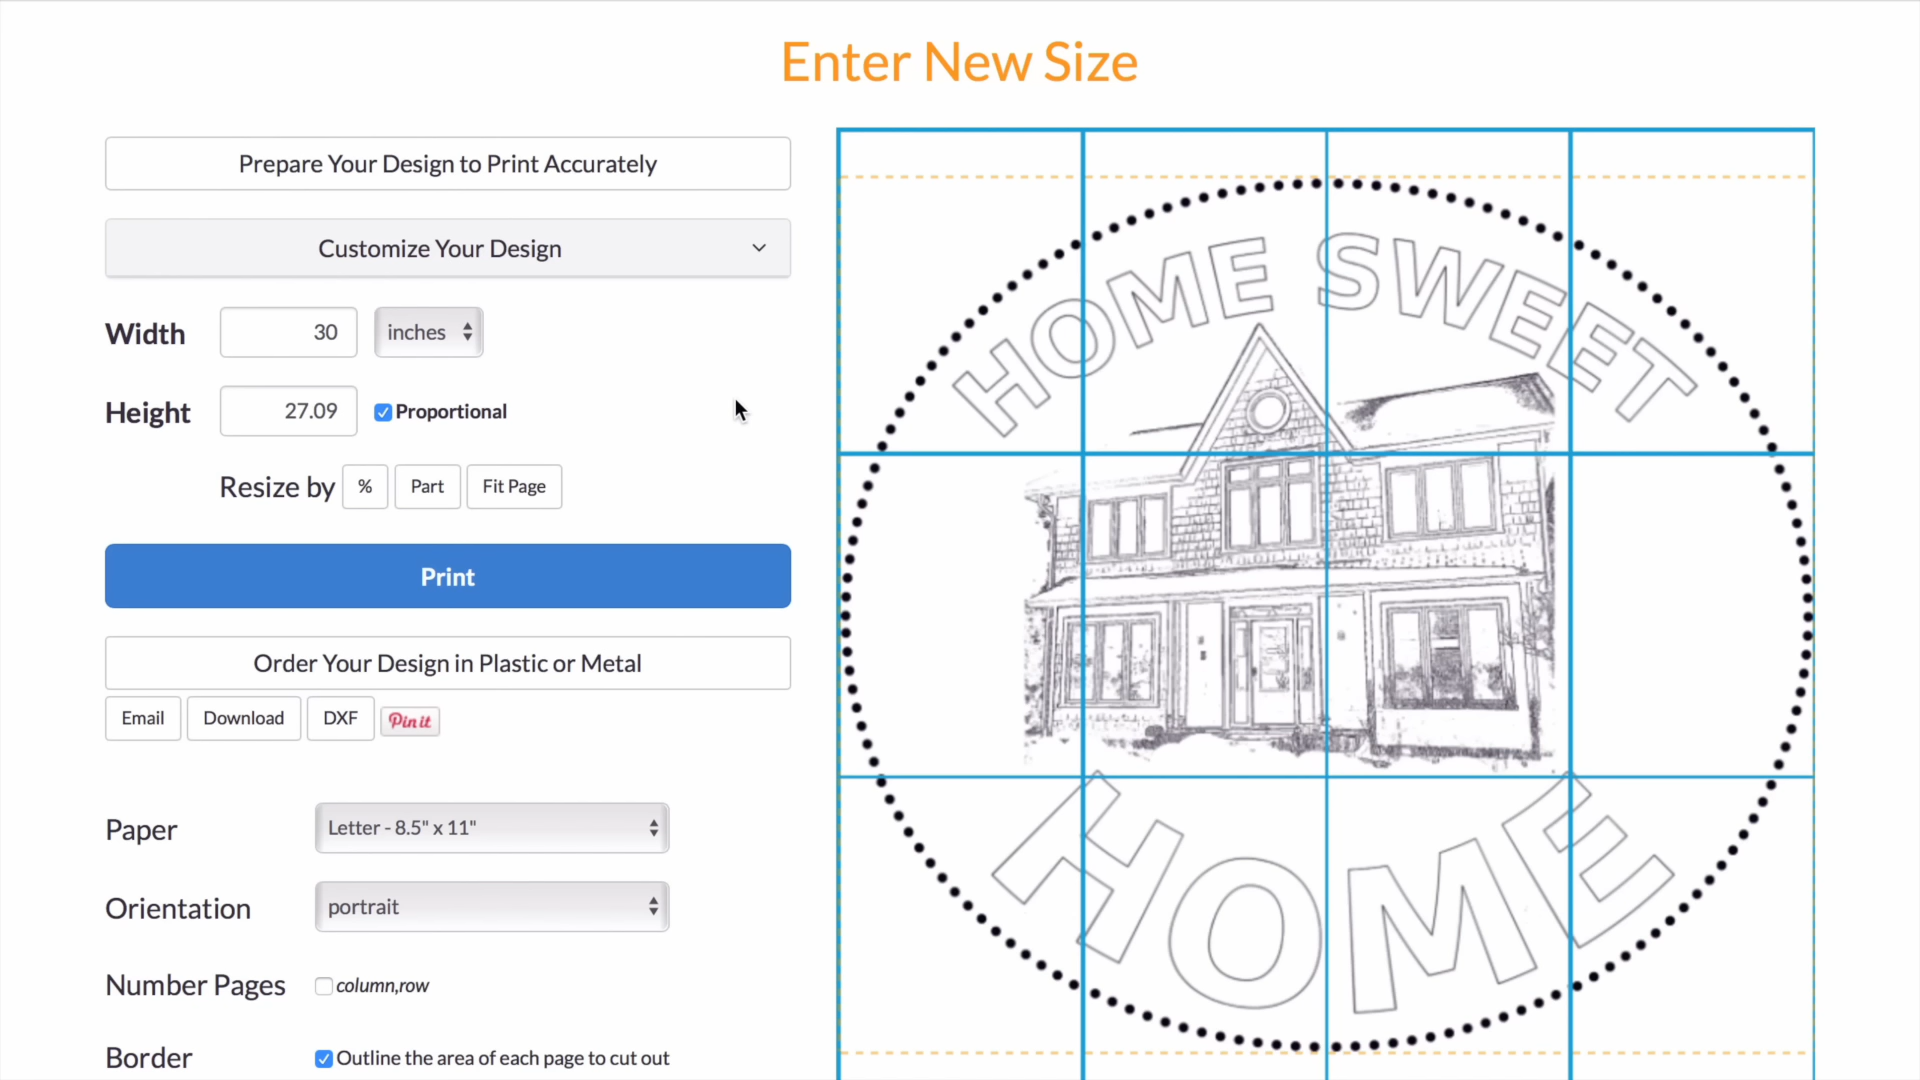 Enter New Size
Prepare Your Design to Print Accurately
Customize Your Design
Width 30 inches
Height 27.09 Proportional
Resize by % Part Fit Page
Print
Order Your Design in Plastic or Metal
Email Download DXF Pin it
Paper Letter - 8.5" x 11"
Orientation portrait
Number Pages column,row
Border Outline the area of each page to cut out
HOME SWEET
HOME